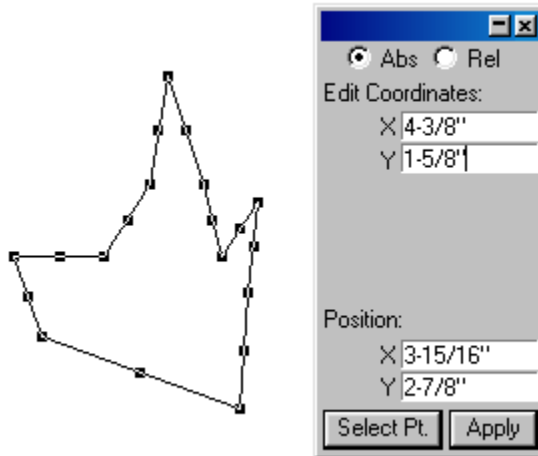 Abs Rel
Edit Coordinates:
X 4-3/8"
Y 1-5/8"
Position:
X 3-15/16"
Y 2-7/8"
Select Pt. Apply